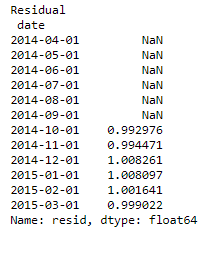 Residual
date
2014-04-01 NaN
2014-05-01 NaN
2014-06-01 NaN
2014-07-01 NaN
2014-08-01 NaN
2014-09-01 NaN
2014-10-01 0.992976
2014-11-01 0.994471
2014-12-01 1.008261
2015-01-01 1.008097
2015-02-01 1.001641
2015-03-01 0.999022
Name: resid, dtype: float64